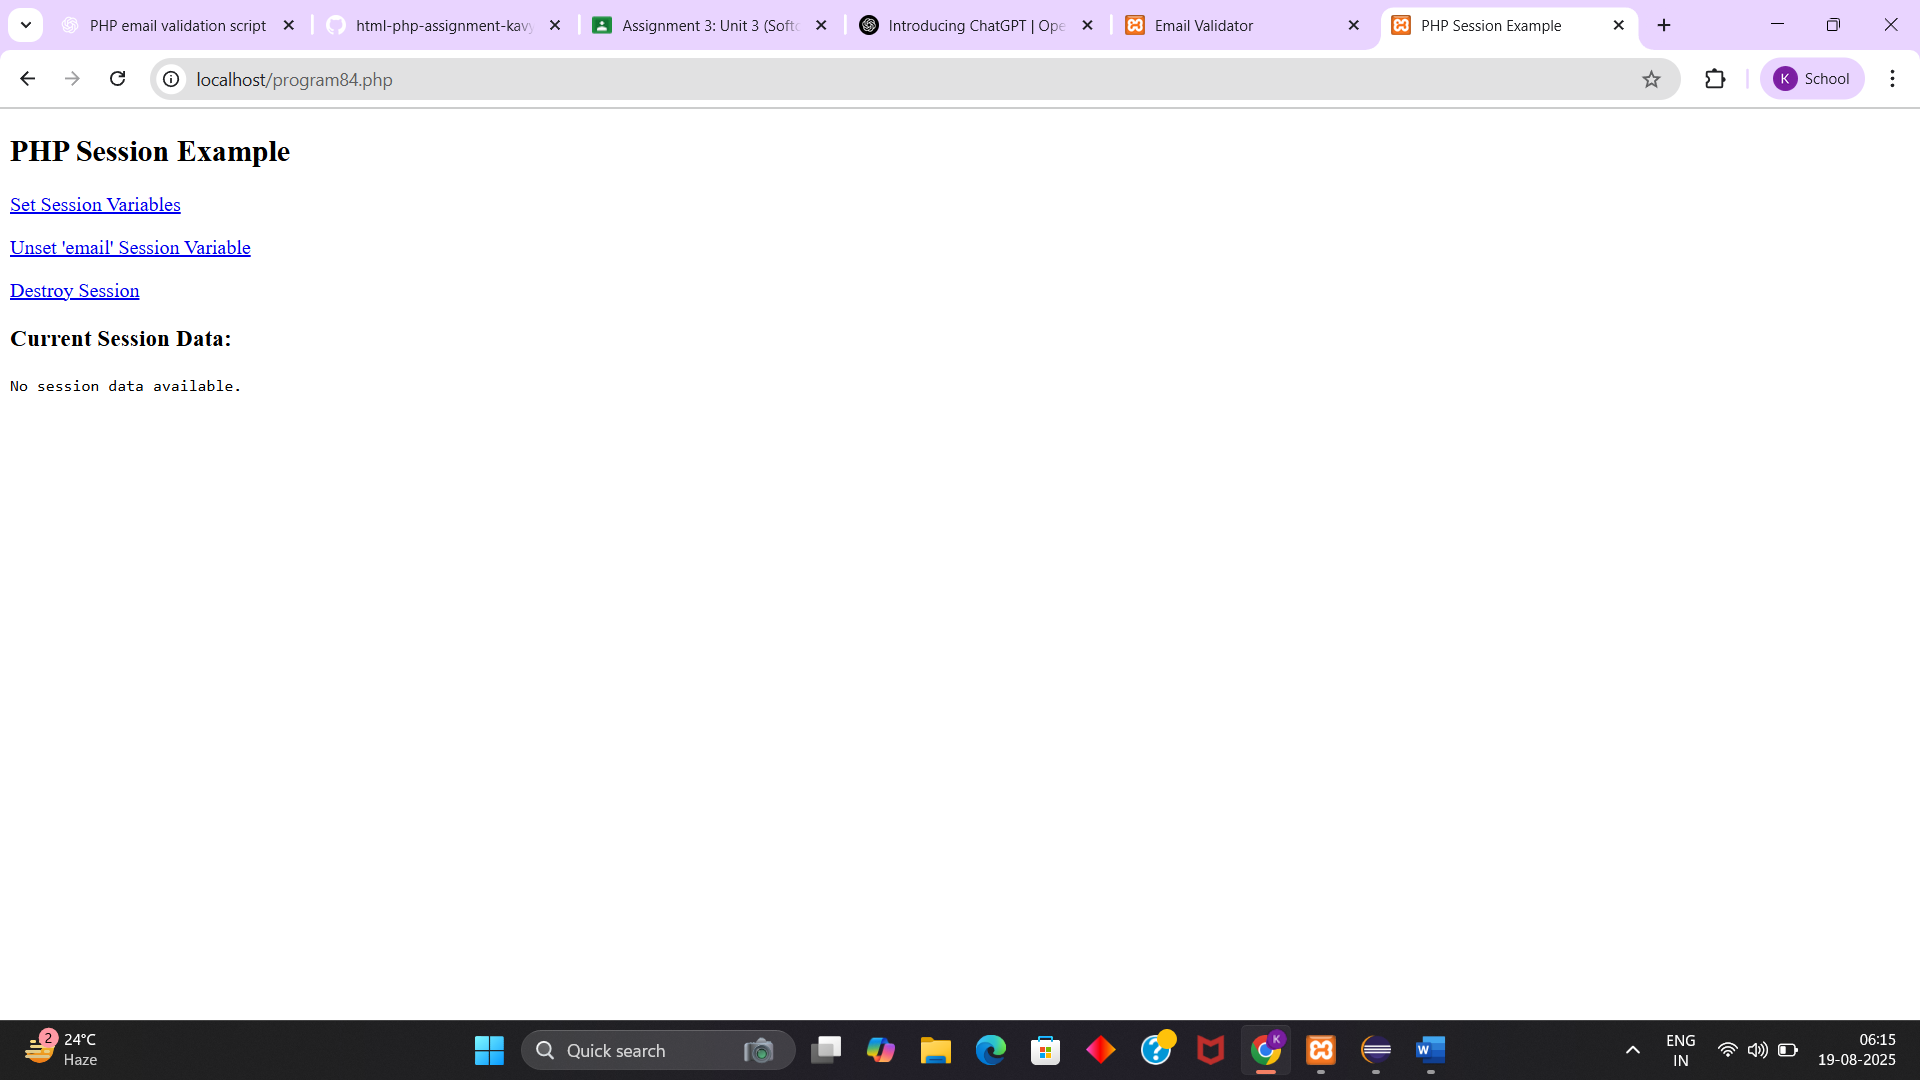 PHP email validation script
html-php-assignment-kavy
Assignment 3: Unit 3 (Softc
Introducing ChatGPT | Ope
Email Validator
PHP Session Example
localhost/program84.php
K School
PHP Session Example
Set Session Variables
Unset 'email' Session Variable
Destroy Session
Current Session Data:
No session data available.
2
24°C
Haze
Quick search
K
ENG
IN
06:15
19-08-2025